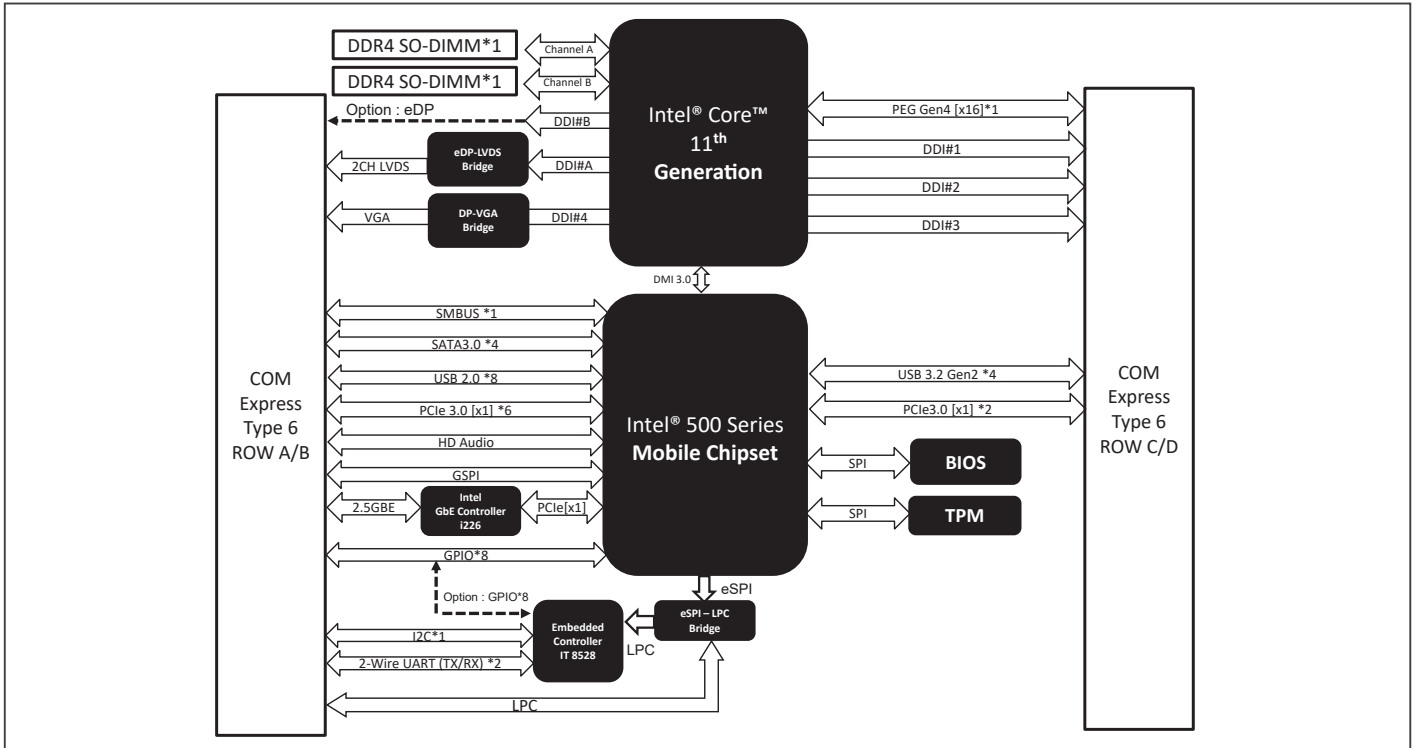 DDR4 SO-DIMM*1
Channel A
DDR4 SO-DIMM*1
Channel B
Option : eDP
DDI#B
eDP-LVDS
Bridge
2CH LVDS
DDI#A
DP-VGA
Bridge
VGA
DDI#4
Intel® Core™
11th
Generation
PEG Gen4 [x16]*1
DDI#1
DDI#2
DDI#3
DMI 3.0
COM
Express
Type 6
ROW A/B
SMBUS *1
SATA3.0 *4
USB 2.0 *8
PCIe 3.0 [x1] *6
HD Audio
GSPI
2.5GBE
Intel
GbE Controller
i226
PCIe[x1]
GPIO*8
Option : GPIO*8
I2C*1
2-Wire UART (TX/RX) *2
LPC
Embedded
Controller
IT 8528
LPC
eSPI
eSPI – LPC
Bridge
Intel® 500 Series
Mobile Chipset
USB 3.2 Gen2 *4
PCIe3.0 [x1] *2
SPI
BIOS
SPI
TPM
COM
Express
Type 6
ROW C/D